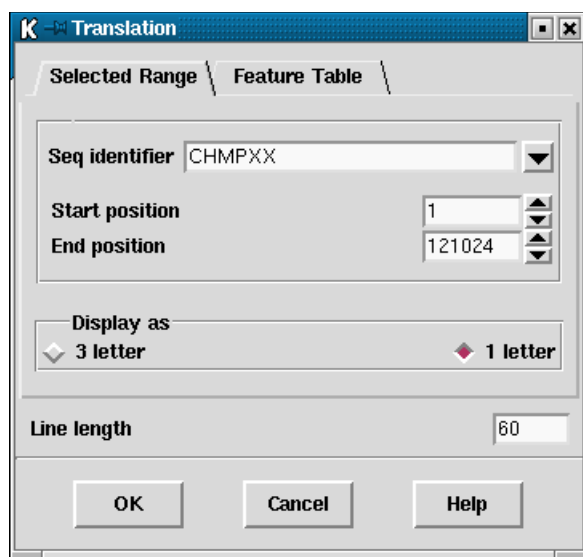 K Translation
Selected Range Feature Table
Seq identifier CHMPXX
Start position 1
End position 121024
Display as
3 letter 1 letter
Line length 60
OK Cancel Help